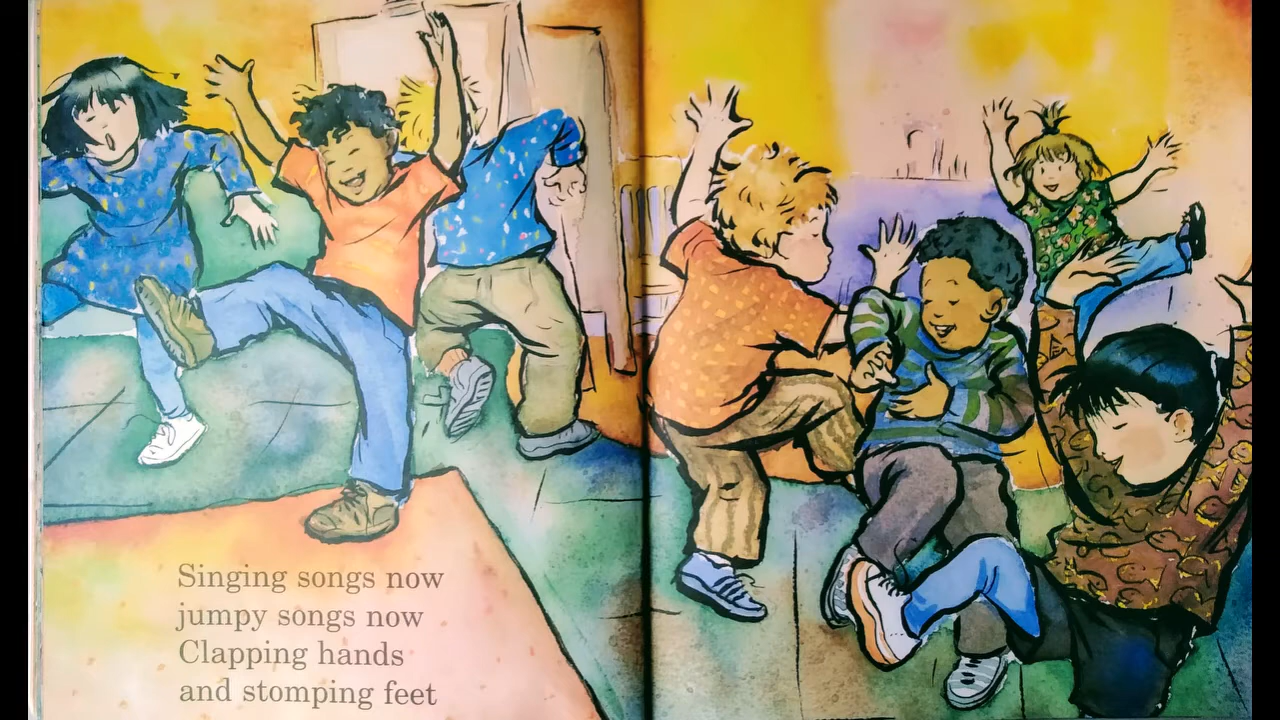 Singing songs now
jumpy songs now
Clapping hands
and stomping feet